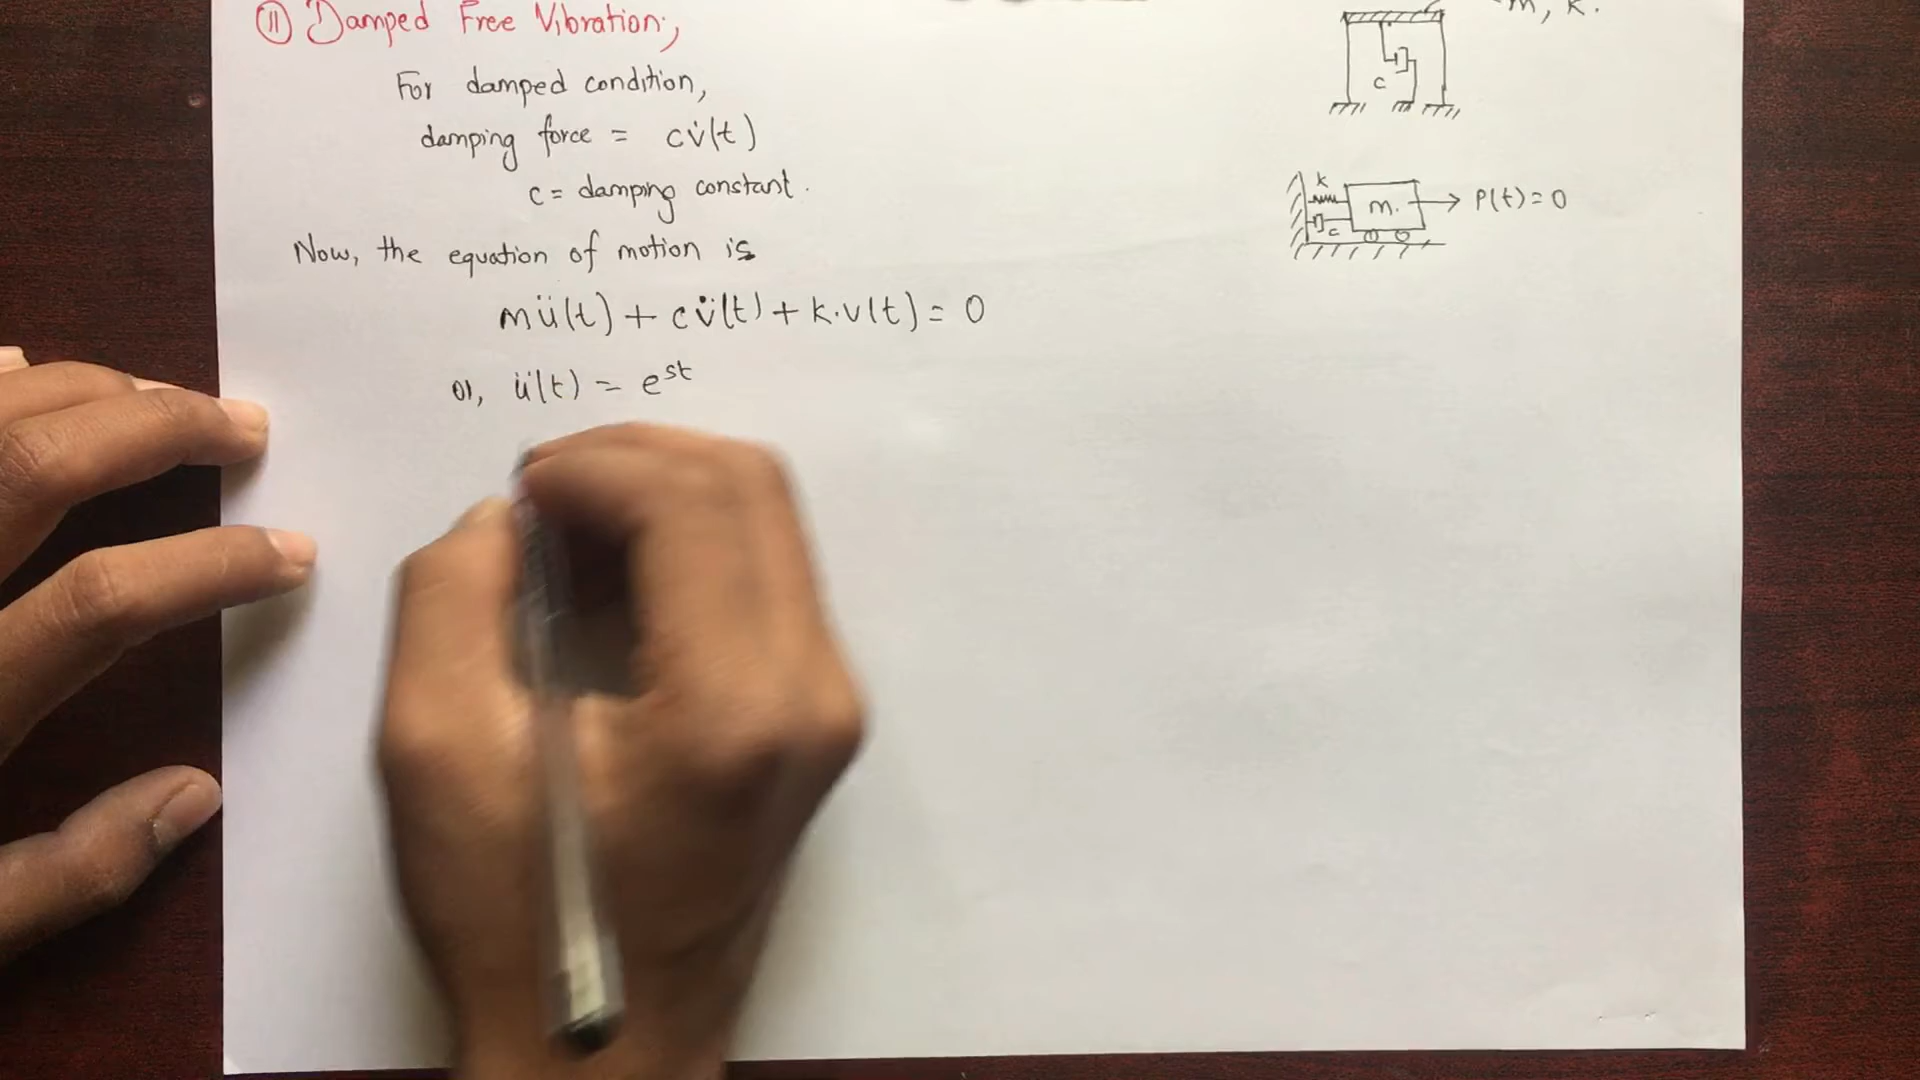 (II) Damped Free Vibration;
For damped condition,
damping force = cv̇(t)
c = damping constant.
Now, the equation of motion is
mü(t) + cv̇(t) + k.v(t) = 0
or, ü(t) = e^st
m, k.
c
k
m.
c
P(t) = 0